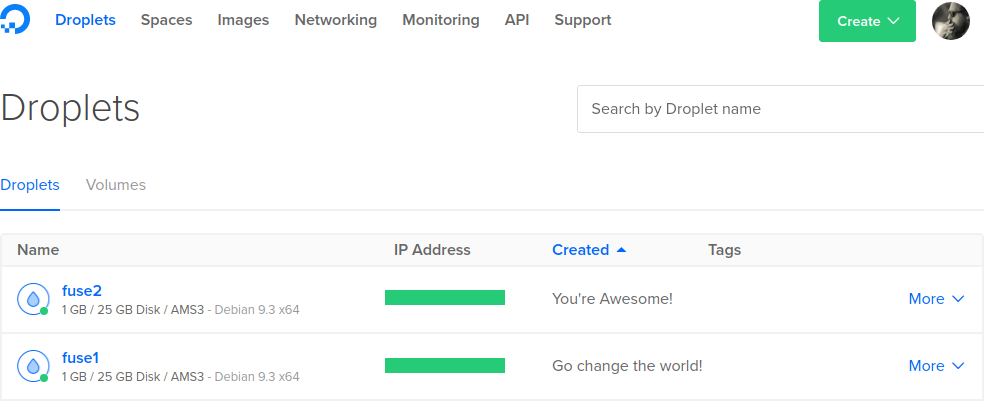 Droplets Spaces Images Networking Monitoring API Support Create
Droplets
Search by Droplet name
Droplets Volumes
Name IP Address Created Tags
fuse2
1 GB / 25 GB Disk / AMS3 - Debian 9.3 x64
You're Awesome!
More
fuse1
1 GB / 25 GB Disk / AMS3 - Debian 9.3 x64
Go change the world!
More